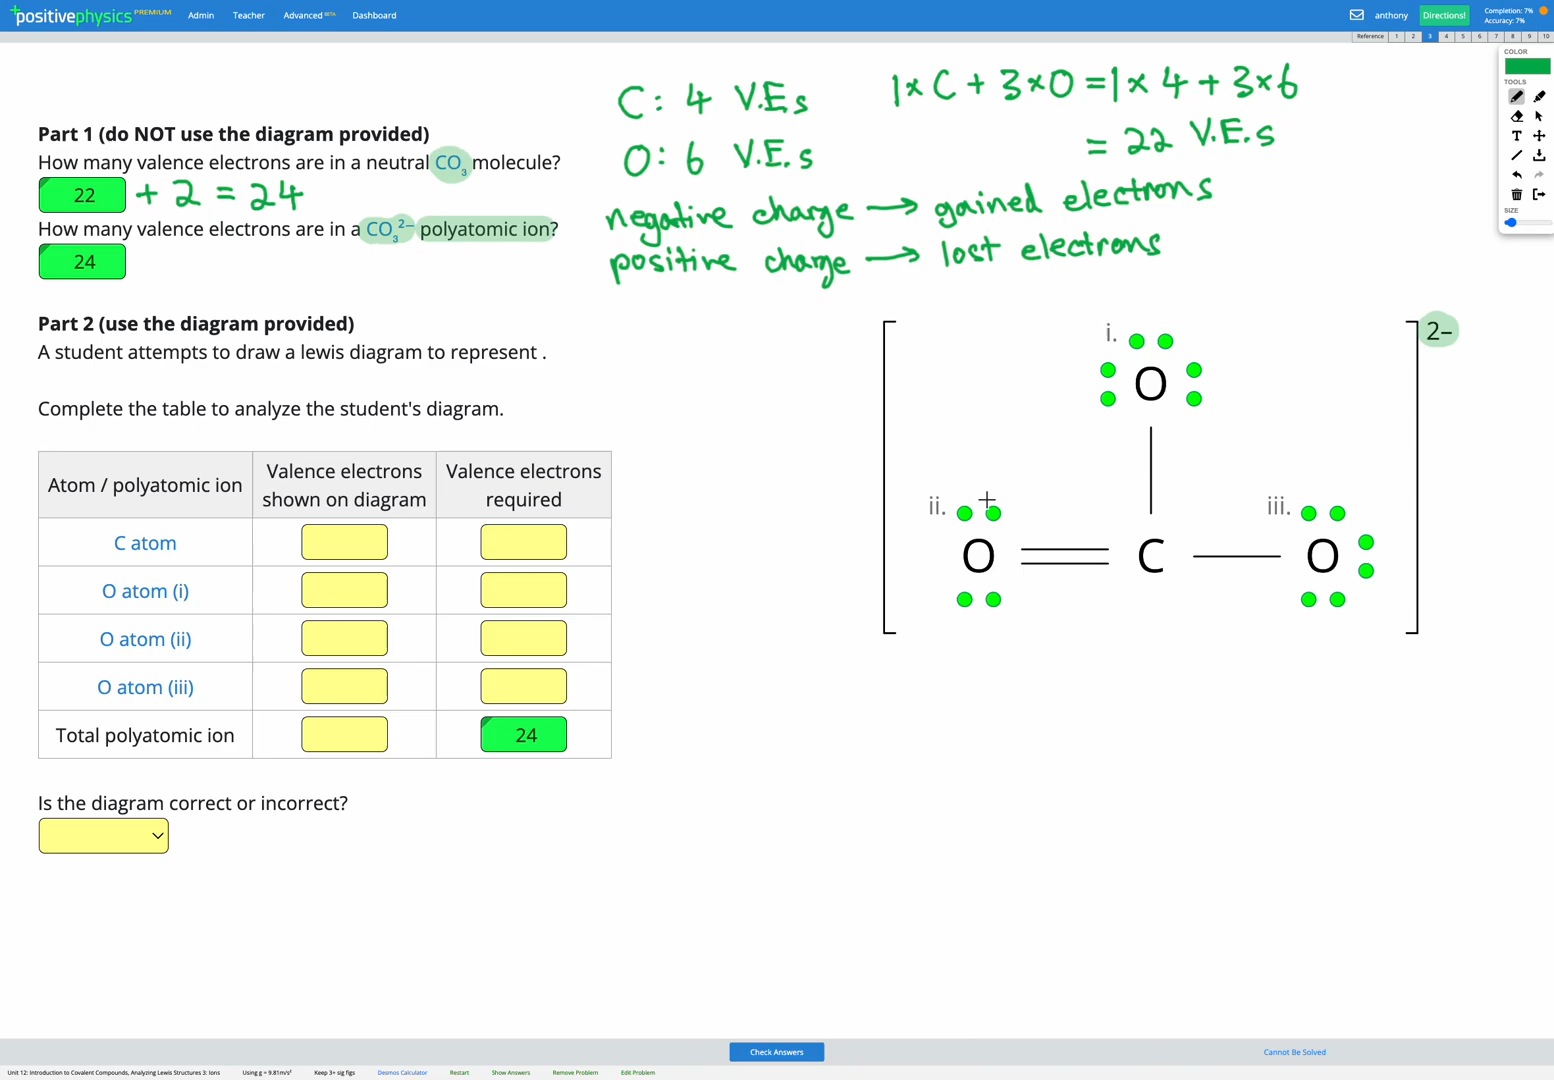 +positivephysics PREMIUM Admin Teacher Advanced BETA Dashboard anthony Directions! Completion: 7%
Accuracy: 7%
Reference 1 2 3 4 5 6 7 8 9 10
COLOR
TOOLS
T
SIZE
C: 4 V.E.s
O: 6 V.E.s
1 × C + 3 × O = 1 × 4 + 3 × 6
= 22 V.E.s
negative charge → gained electrons
positive charge → lost electrons
Part 1 (do NOT use the diagram provided)
How many valence electrons are in a neutral CO₃ molecule?
22 + 2 = 24
How many valence electrons are in a CO₃²⁻ polyatomic ion?
24
Part 2 (use the diagram provided)
A student attempts to draw a lewis diagram to represent .
Complete the table to analyze the student's diagram.
Atom / polyatomic ion Valence electrons shown on diagram Valence electrons required
C atom
O atom (i)
O atom (ii)
O atom (iii)
Total polyatomic ion 24
Is the diagram correct or incorrect?
2–
i.
O
ii. iii.
O C O
Check Answers Cannot Be Solved
Unit 12: Introduction to Covalent Compounds, Analyzing Lewis Structures 3: Ions Using g = 9.81m/s² Keep 3+ sig figs Desmos Calculator Restart Show Answers Remove Problem Edit Problem